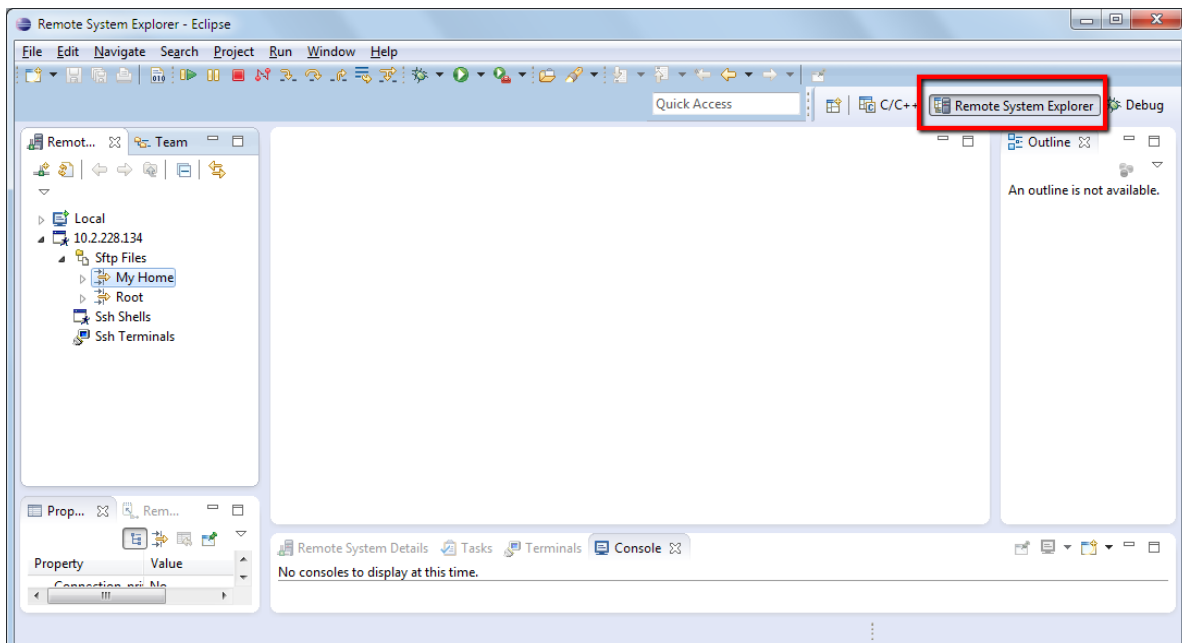 Remote System Explorer - Eclipse
File Edit Navigate Search Project Run Window Help
010
Quick Access
C/C++
Remote System Explorer
Debug
Remot...
Team
Outline
An outline is not available.
Local
10.2.228.134
Sftp Files
My Home
Root
Ssh Shells
Ssh Terminals
Prop...
Rem...
Property Value
No
Remote System Details Tasks Terminals Console
No consoles to display at this time.